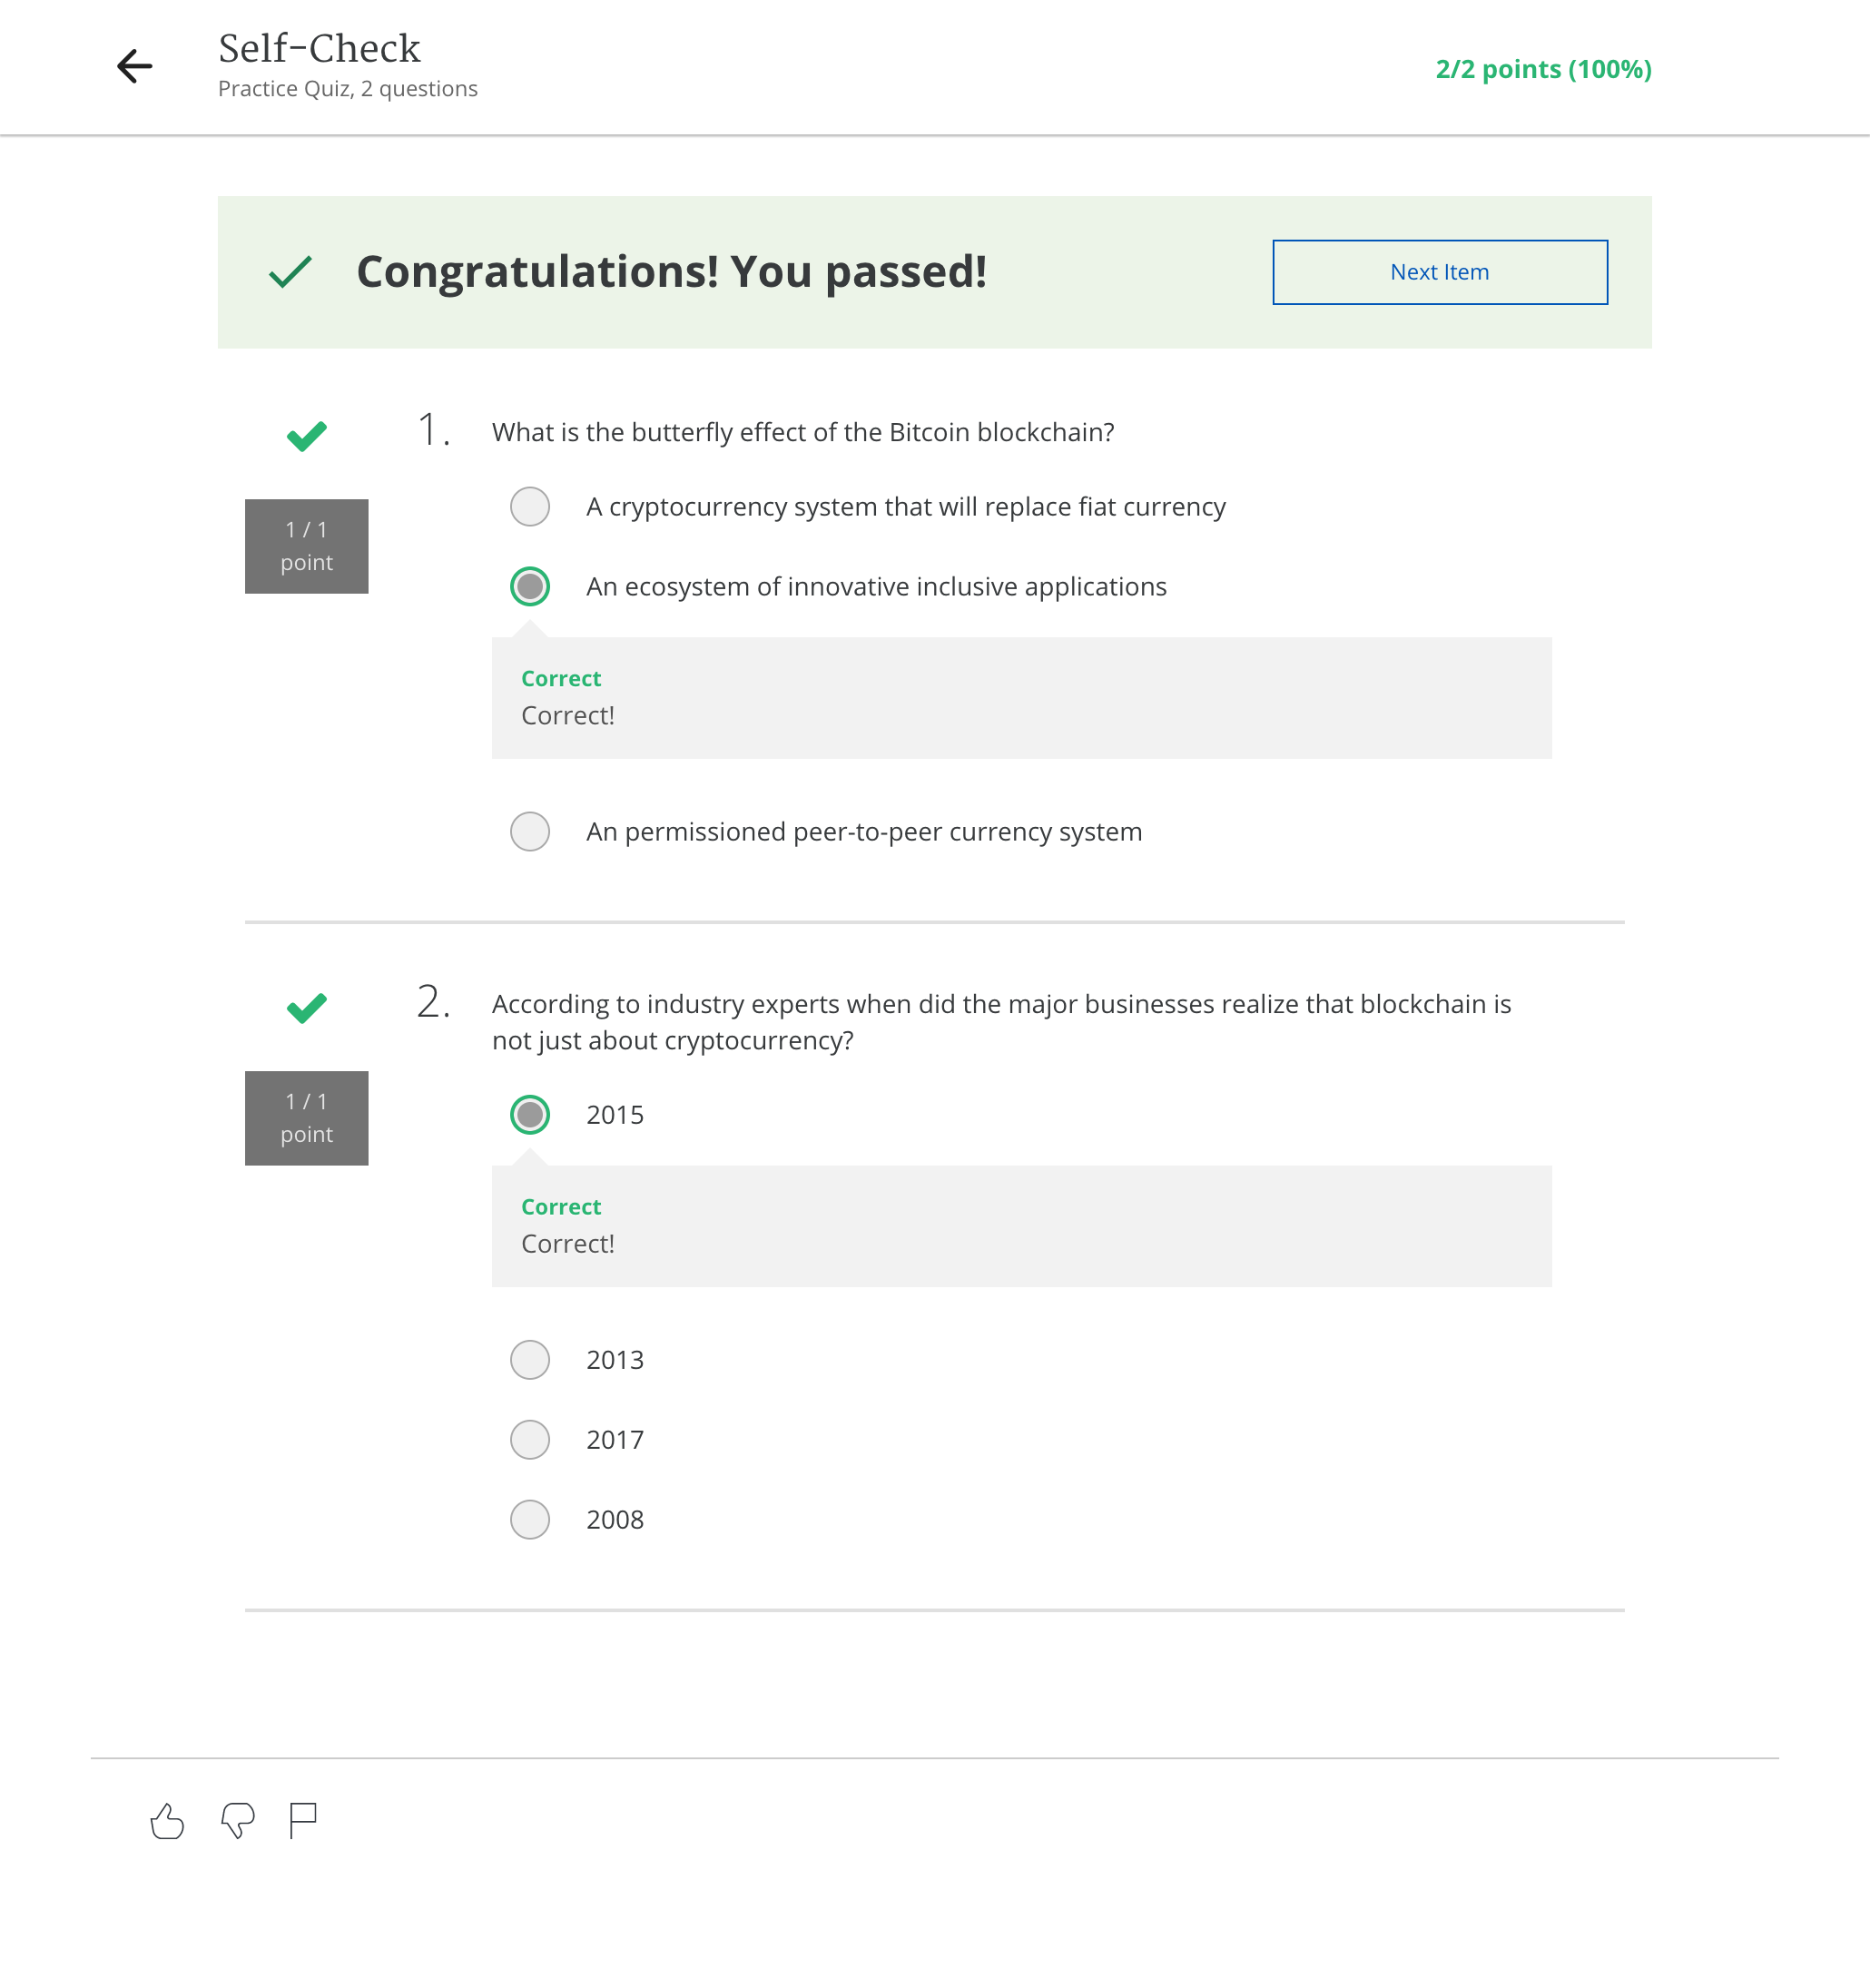 Self-Check
Practice Quiz, 2 questions
2/2 points (100%)
Congratulations! You passed!
Next Item
1.
What is the butterfly effect of the Bitcoin blockchain?
1 / 1
point
A cryptocurrency system that will replace fiat currency
An ecosystem of innovative inclusive applications
Correct
Correct!
An permissioned peer-to-peer currency system
2.
According to industry experts when did the major businesses realize that blockchain is
not just about cryptocurrency?
1 / 1
point
2015
Correct
Correct!
2013
2017
2008